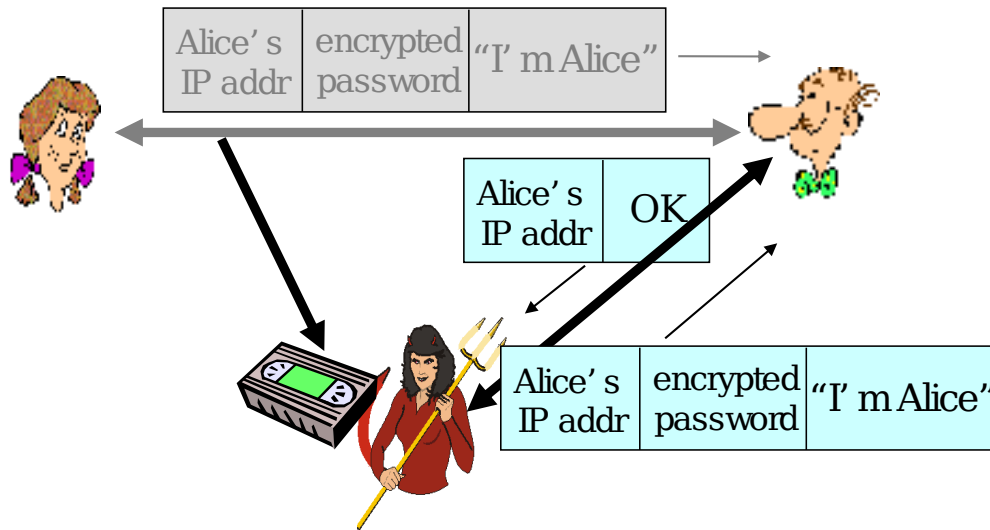 Alice’s
IP addr
encrypted
password
“I’m Alice”
Alice’s
IP addr
OK
Alice’s
IP addr
encrypted
password
“I’m Alice”